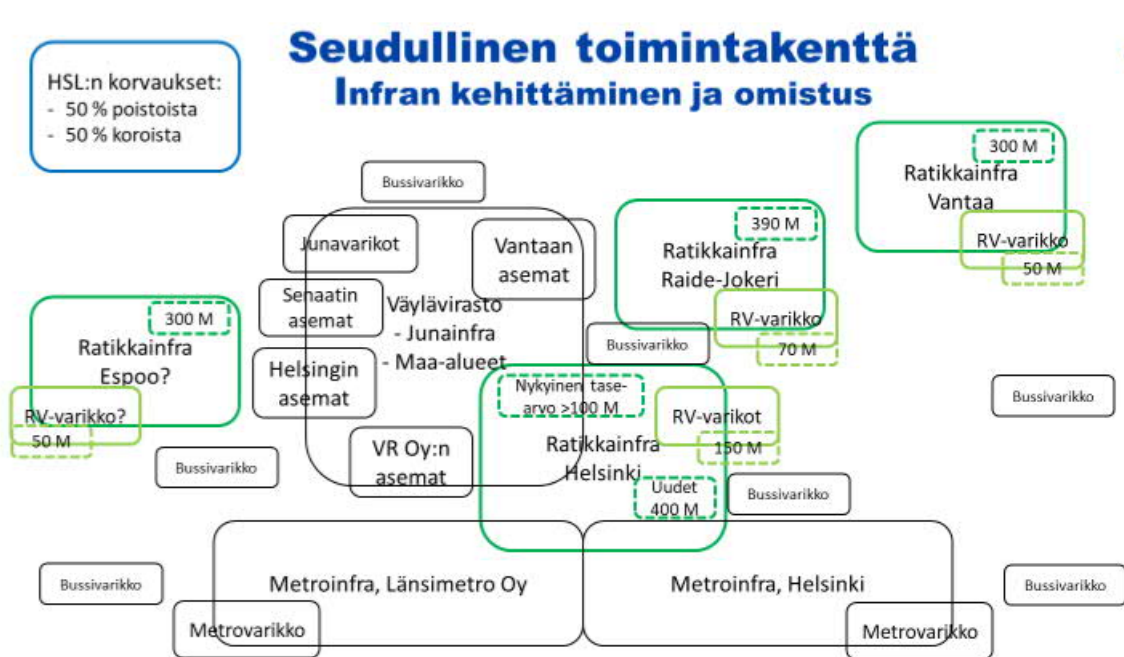 Seudullinen toimintakenttä
Infran kehittäminen ja omistus
HSL:n korvaukset:
- 50 % poistoista
- 50 % koroista
Bussivarikko
Junavarikot
Vantaan
asemat
Senaatin
asemat
Väylävirasto
- Junainfra
- Maa-alueet
Helsingin
asemat
VR Oy:n
asemat
390 M
Ratikkainfra
Raide-Jokeri
RV-varikko
70 M
300 M
Ratikkainfra
Vantaa
RV-varikko
50 M
300 M
Ratikkainfra
Espoo?
RV-varikko?
50 M
Bussivarikko
Bussivarikko
Bussivarikko
Nykyinen tase-
arvo >100 M
Ratikkainfra
Helsinki
RV-varikot
150 M
Uudet
400 M
Bussivarikko
Bussivarikko
Metroinfra, Länsimetro Oy
Metrovarikko
Metroinfra, Helsinki
Metrovarikko
Bussivarikko